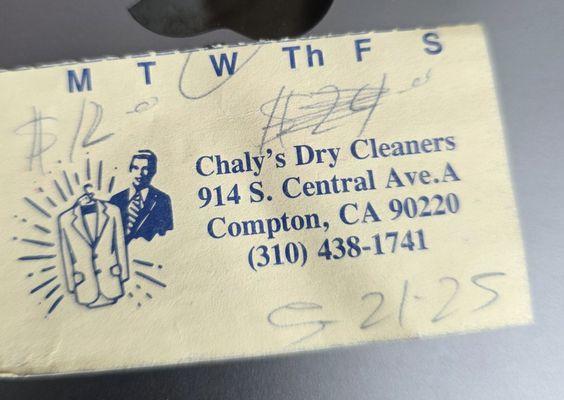 M T W Th F S
$12.00
$24.00
Chaly's Dry Cleaners
914 S. Central Ave.A
Compton, CA 90220
(310) 438-1741
5-21-25